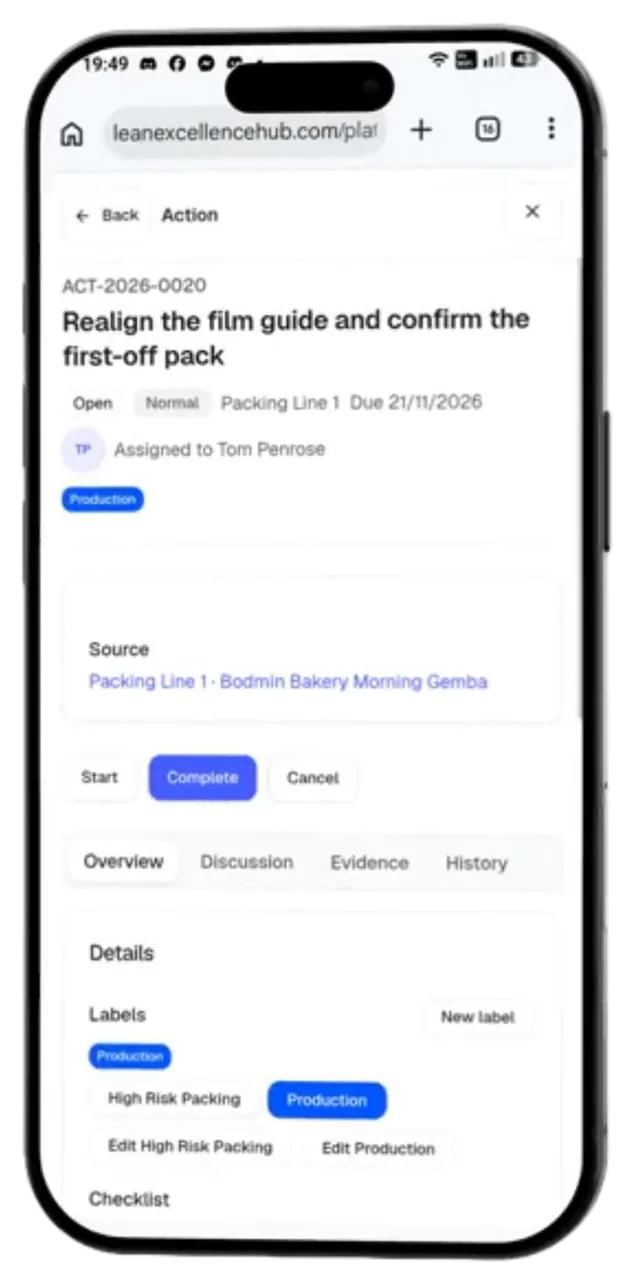 19:49
leanexcellencehub.com/plat
16
← Back Action
ACT-2026-0020
Realign the film guide and confirm the
first-off pack
Open Normal Packing Line 1 Due 21/11/2026
TP Assigned to Tom Penrose
Production
Source
Packing Line 1 · Bodmin Bakery Morning Gemba
Start Complete Cancel
Overview Discussion Evidence History
Details
Labels New label
Production
High Risk Packing Production
Edit High Risk Packing Edit Production
Checklist